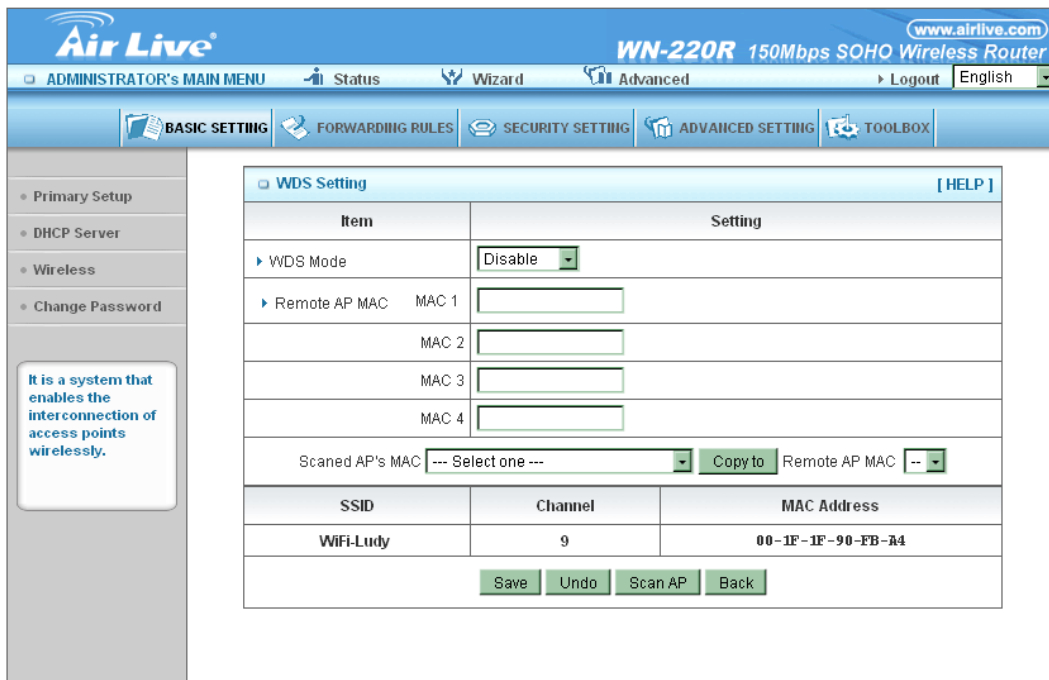 Air Live®
www.airlive.com
WN-220R 150Mbps SOHO Wireless Router
ADMINISTRATOR's MAIN MENU Status Wizard Advanced Logout English
BASIC SETTING FORWARDING RULES SECURITY SETTING ADVANCED SETTING TOOLBOX
Primary Setup
DHCP Server
Wireless
Change Password
It is a system that
enables the
interconnection of
access points
wirelessly.
WDS Setting [ HELP ]
Item Setting
WDS Mode Disable
Remote AP MAC MAC 1
MAC 2
MAC 3
MAC 4
Scaned AP's MAC --- Select one --- Copy to Remote AP MAC --
SSID Channel MAC Address
WiFi-Ludy 9 00-1F-1F-90-FB-A4
Save Undo Scan AP Back